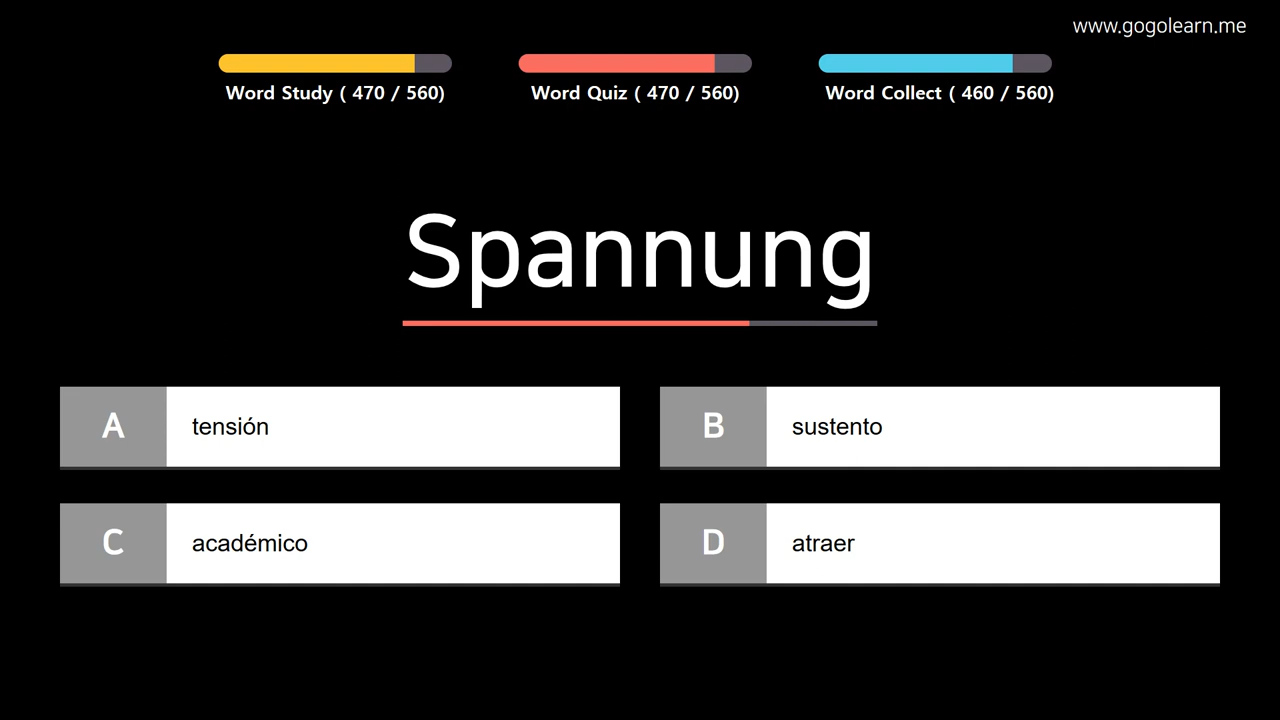 www.gogolearn.me
Word Study ( 470 / 560)
Word Quiz ( 470 / 560)
Word Collect ( 460 / 560)
Spannung
A tensión
B sustento
C académico
D atraer